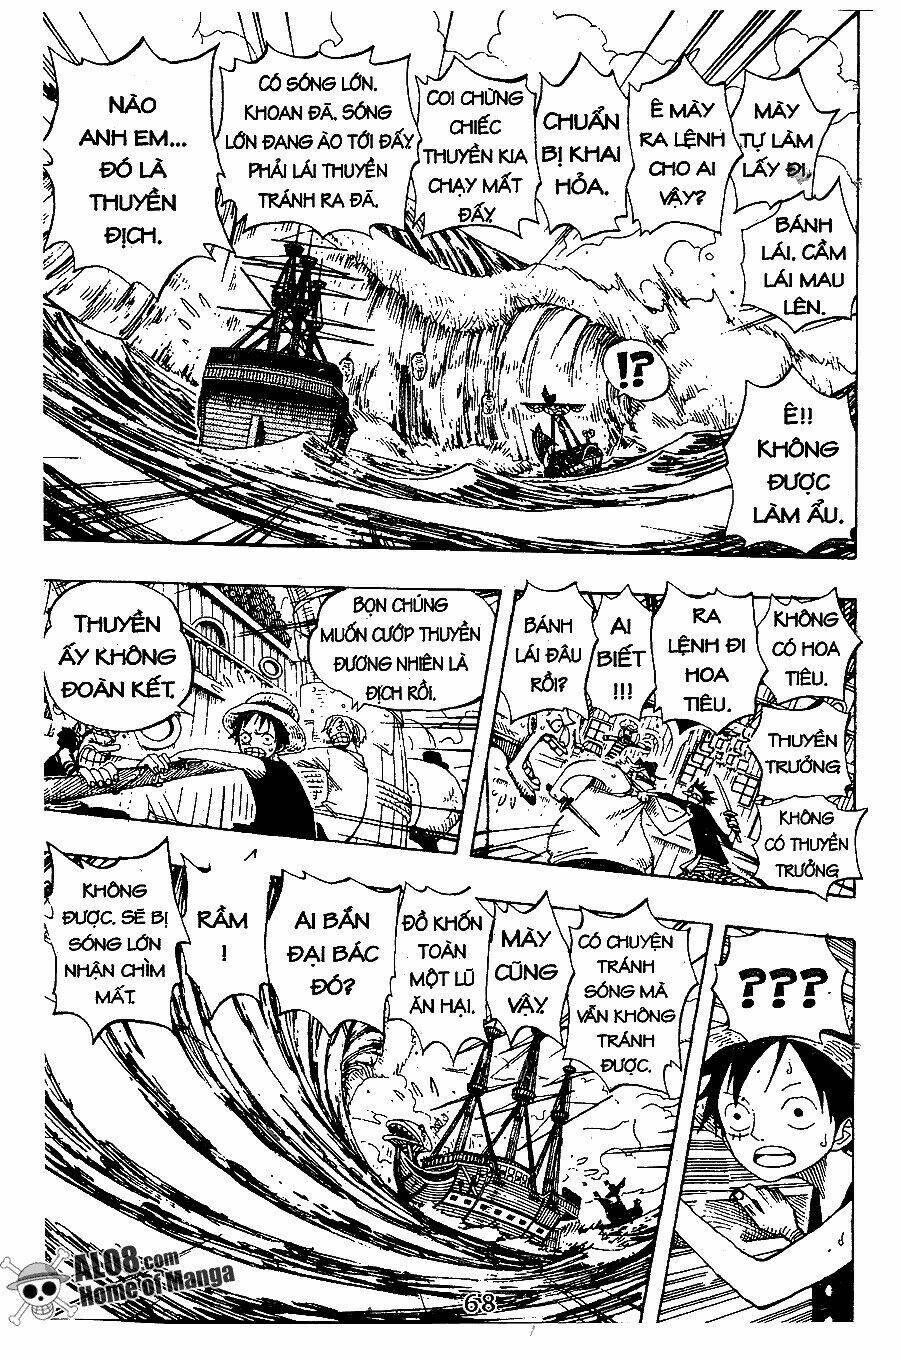 NÀO
ANH EM...
ĐÓ LÀ
THUYỀN
ĐỊCH.
CÓ SÓNG LỚN.
KHOAN ĐÃ. SÓNG
LỚN ĐANG ÀO TỚI ĐẤY
PHẢI LÁI THUYỀN
TRÁNH RA ĐÃ.
COI CHỪNG
CHIẾC
THUYỀN KIA
CHẠY MẤT
ĐẤY.
CHUẨN
BỊ KHAI
HỎA.
Ê MÀY
RA LỆNH
CHO AI
VẬY?
MÀY
TỰ LÀM
LẤY ĐI.
BÁNH
LÁI. CẦM
LÁI MAU
LÊN.
!?
Ê!!
KHÔNG
ĐƯỢC
LÀM ẨU.
THUYỀN
ẤY KHÔNG
ĐOÀN KẾT.
BỌN CHÚNG
MUỐN CƯỚP THUYỀN
ĐƯƠNG NHIÊN LÀ
ĐỊCH RỒI.
BÁNH
LÁI ĐÂU
RỒI?
AI
BIẾT
!!!
RA
LỆNH ĐI
HOA
TIÊU.
KHÔNG
CÓ HOA
TIÊU.
THUYỀN
TRƯỞNG
KHÔNG
CÓ THUYỀN
TRƯỞNG
KHÔNG
ĐƯỢC. SẼ BỊ
SÓNG LỚN
NHẬN CHÌM
MẤT.
RẦM
!
AI BẮN
ĐẠI BÁC
ĐÓ?
ĐỒ KHỐN
TOÀN
MỘT LŨ
ĂN HẠI.
MÀY
CŨNG
VẬY.
CÓ CHUYỆN
TRÁNH
SÓNG MÀ
VẪN KHÔNG
TRÁNH
ĐƯỢC.
???
ALO8.com
Home of Manga
68